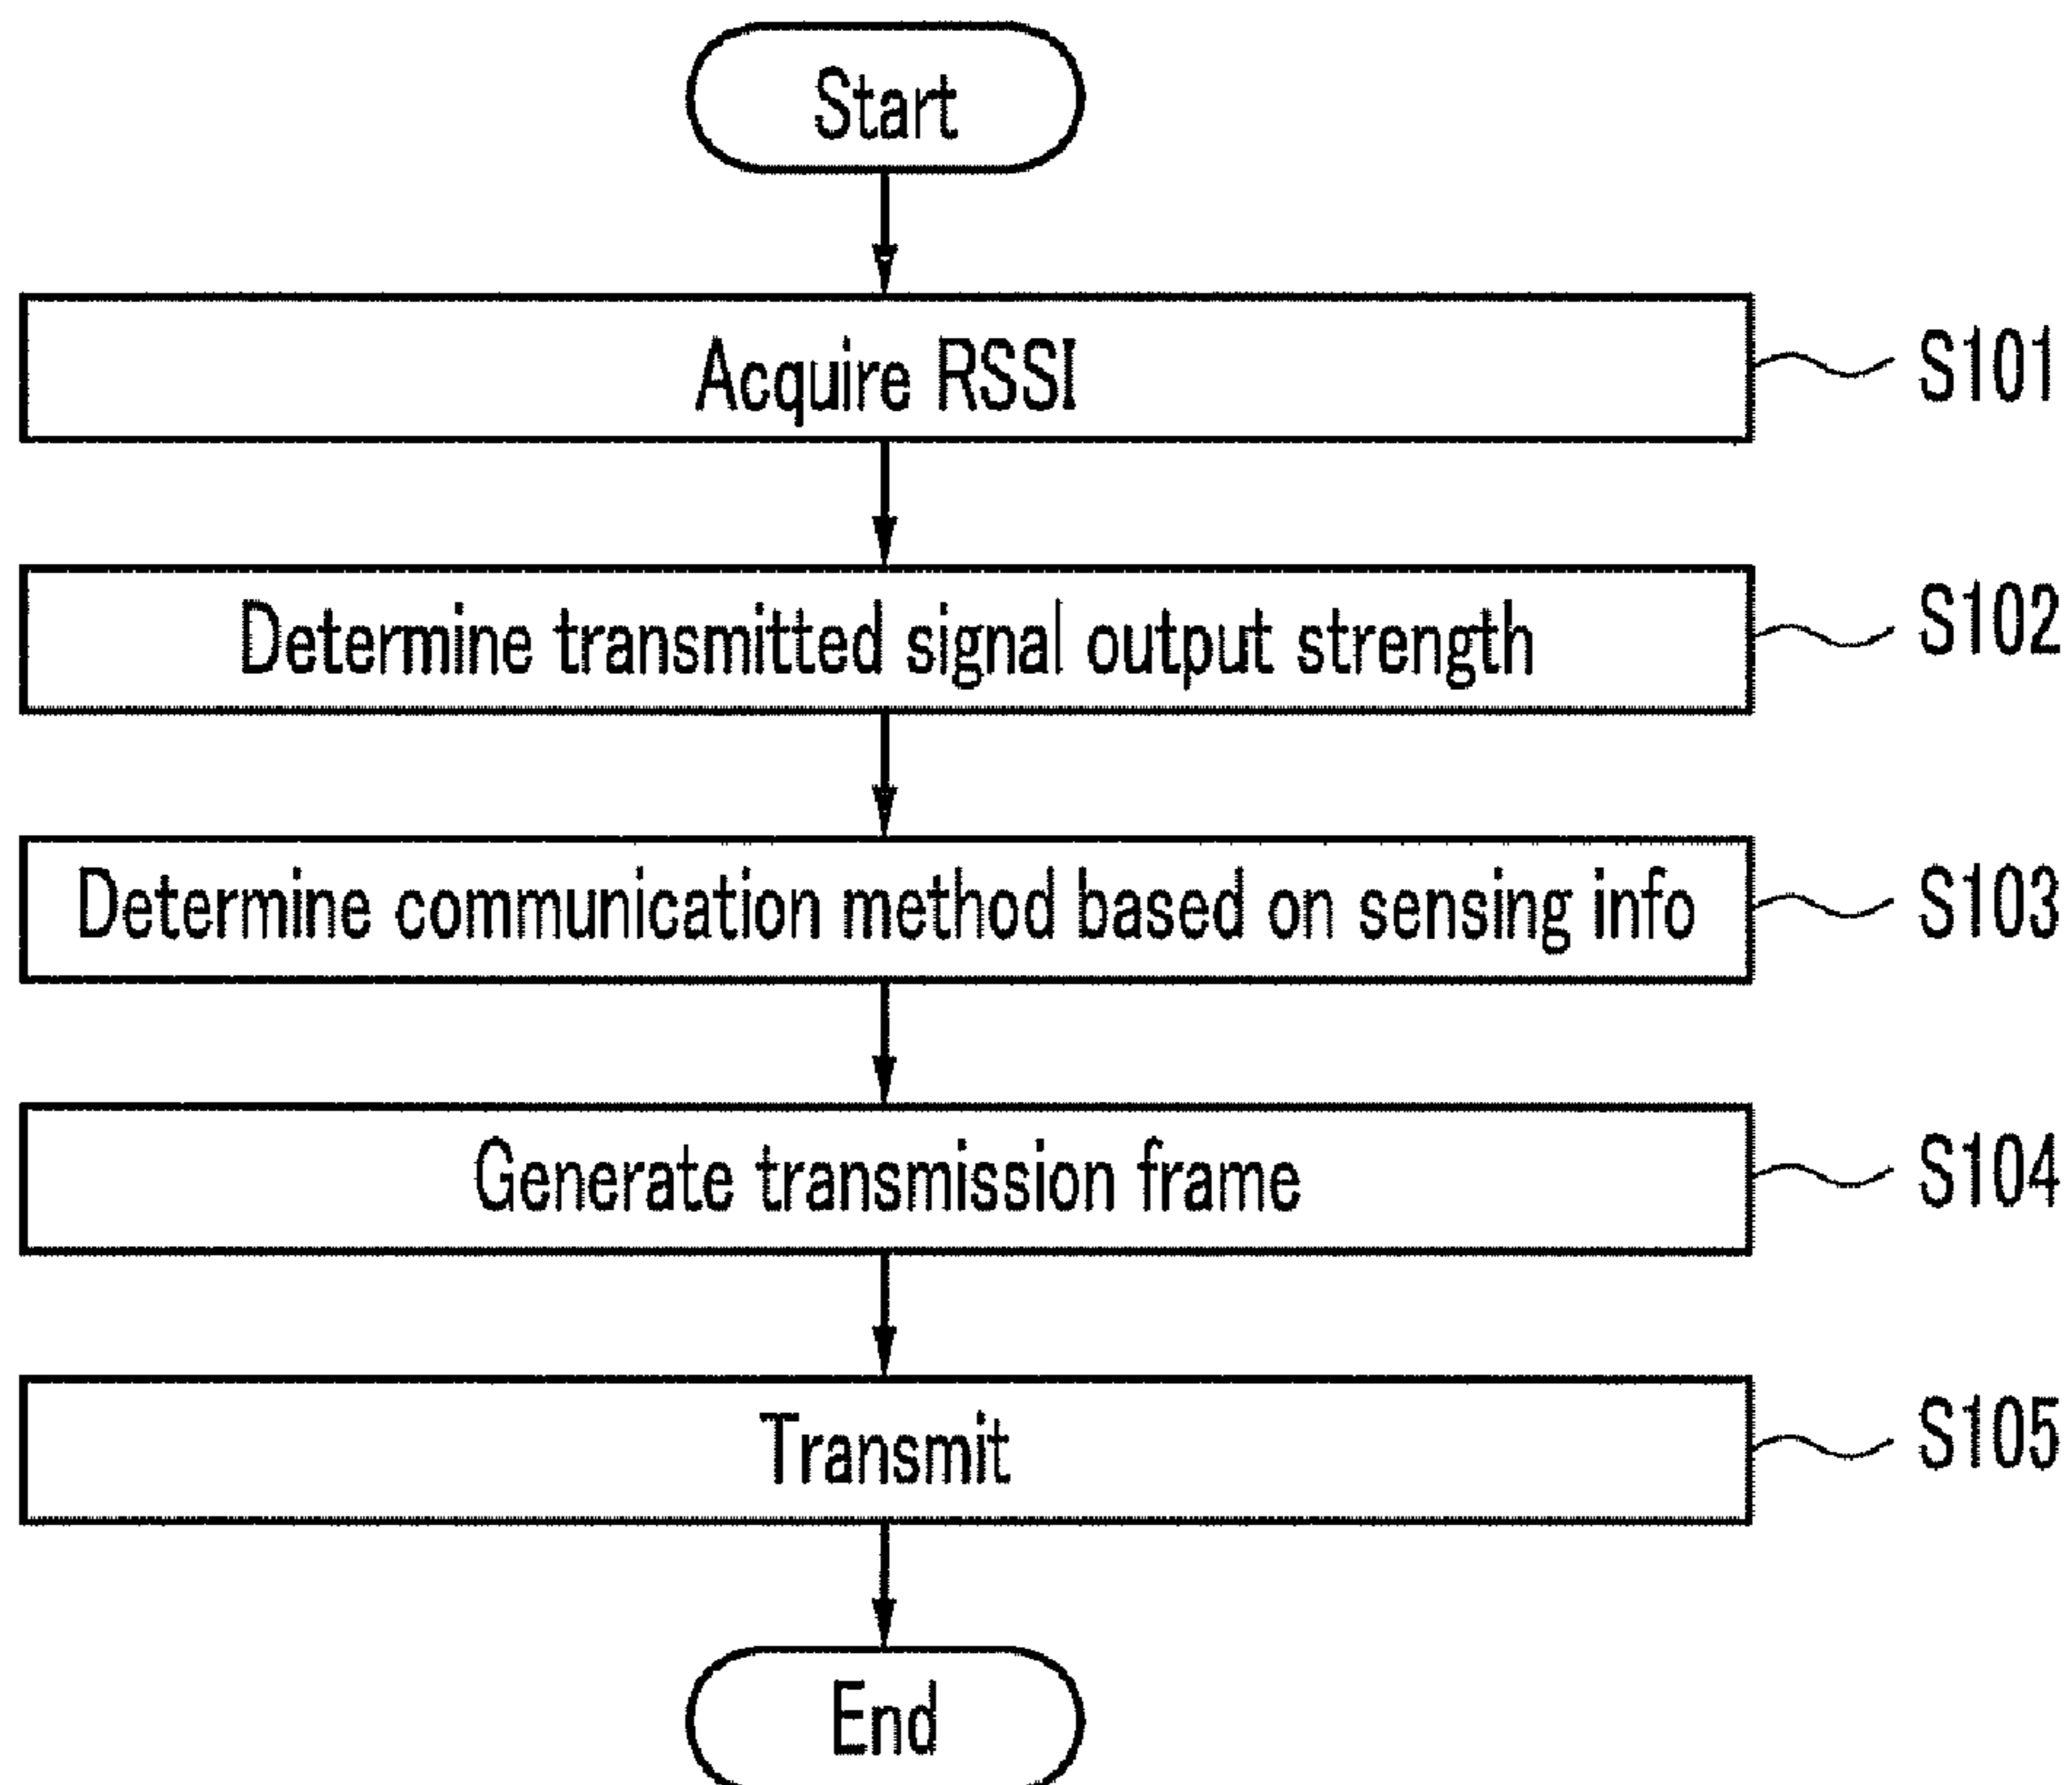 Start
Acquire RSSI
S101
Determine transmitted signal output strength
S102
Determine communication method based on sensing info
S103
Generate transmission frame
S104
Transmit
S105
End